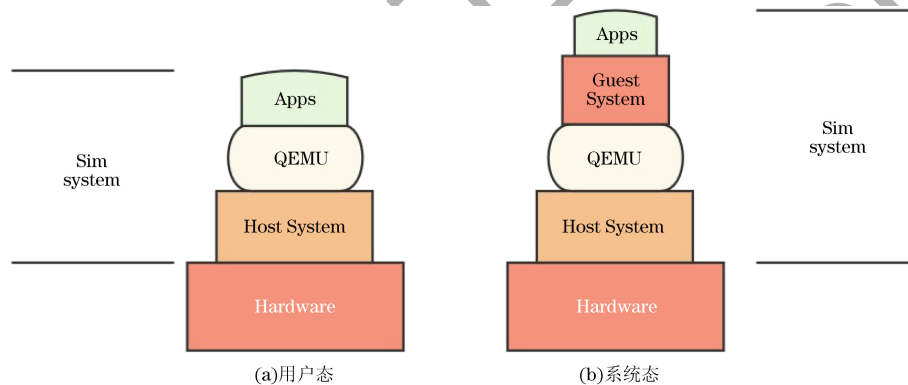 Sim
system
Apps
QEMU
Host System
Hardware
(a)用户态
Apps
Guest
System
QEMU
Host System
Hardware
(b)系统态
Sim
system